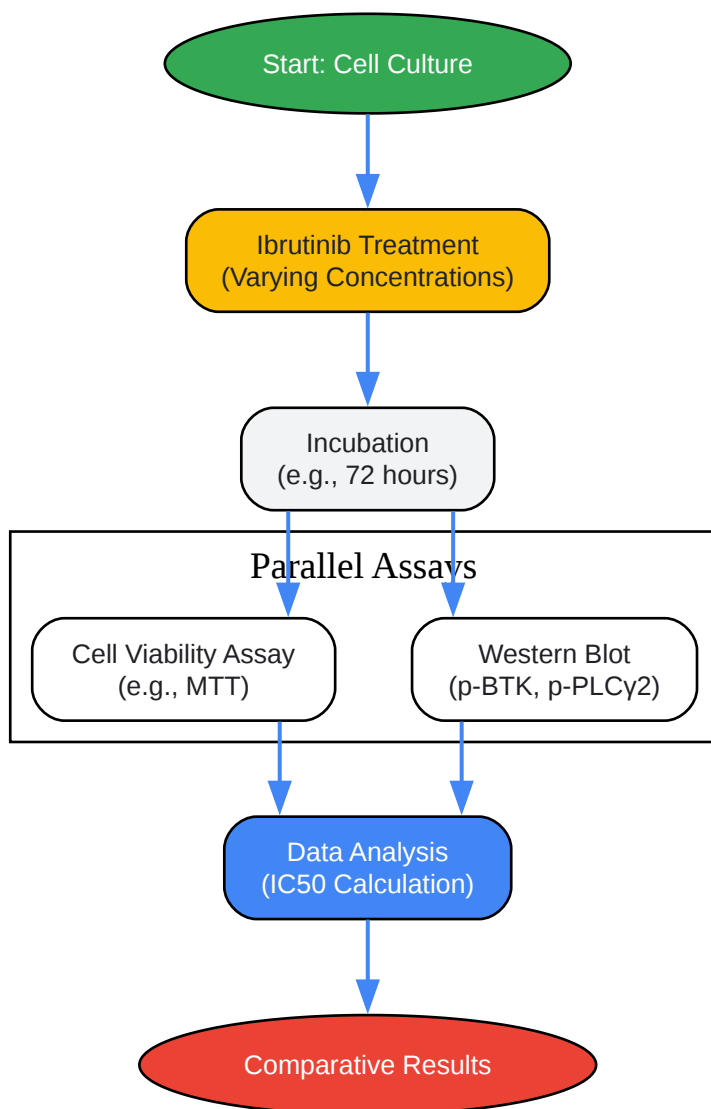 Start: Cell Culture
Ibrutinib Treatment
(Varying Concentrations)
Incubation
(e.g., 72 hours)
Parallel Assays
Cell Viability Assay
(e.g., MTT)
Western Blot
(p-BTK, p-PLCγ2)
Data Analysis
(IC50 Calculation)
Comparative Results